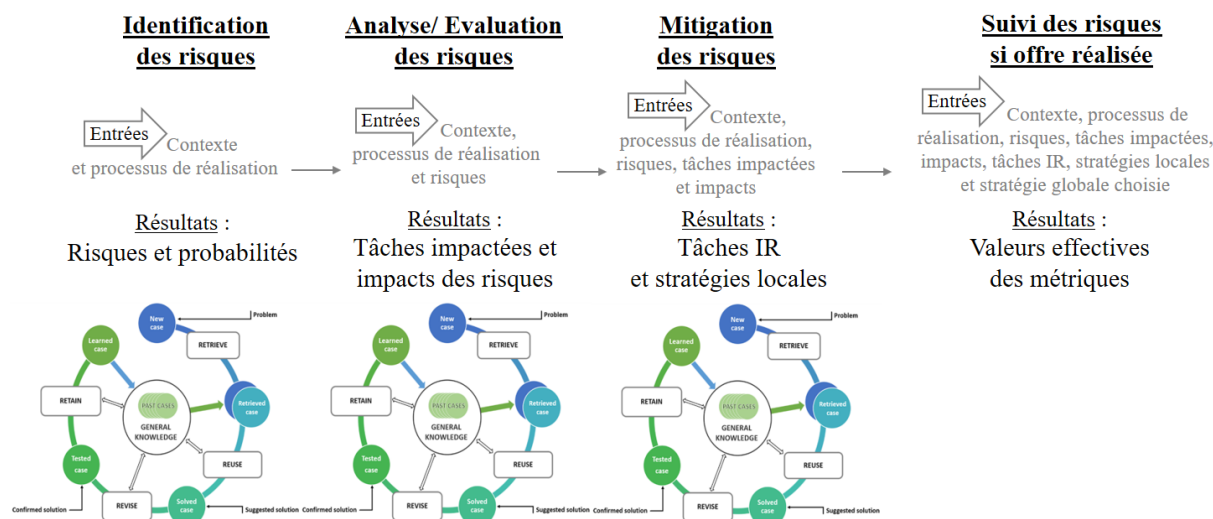 Identification
des risques
Entrées
Contexte
et processus de réalisation
Résultats :
Risques et probabilités
Analyse/ Evaluation
des risques
Entrées
Contexte,
processus de réalisation
et risques
Résultats :
Tâches impactées et
impacts des risques
Mitigation
des risques
Entrées
Contexte,
processus de réalisation,
risques, tâches impactées
et impacts
Résultats :
Tâches IR
et stratégies locales
Suivi des risques
si offre réalisée
Entrées
Contexte, processus de
réalisation, risques, tâches impactées,
impacts, tâches IR, stratégies locales
et stratégie globale choisie
Résultats :
Valeurs effectives
des métriques
New
case
Problem
RETRIEVE
Learned
case
RETAIN
PAST CASES
GENERAL
KNOWLEDGE
Retrieved
case
REUSE
Tested
case
Confirmed solution
REVISE
Solved
case
Suggested solution
New
case
Problem
RETRIEVE
Learned
case
RETAIN
PAST CASES
GENERAL
KNOWLEDGE
Retrieved
case
REUSE
Tested
case
Confirmed solution
REVISE
Solved
case
Suggested solution
New
case
Problem
RETRIEVE
Learned
case
RETAIN
PAST CASES
GENERAL
KNOWLEDGE
Retrieved
case
REUSE
Tested
case
Confirmed solution
REVISE
Solved
case
Suggested solution